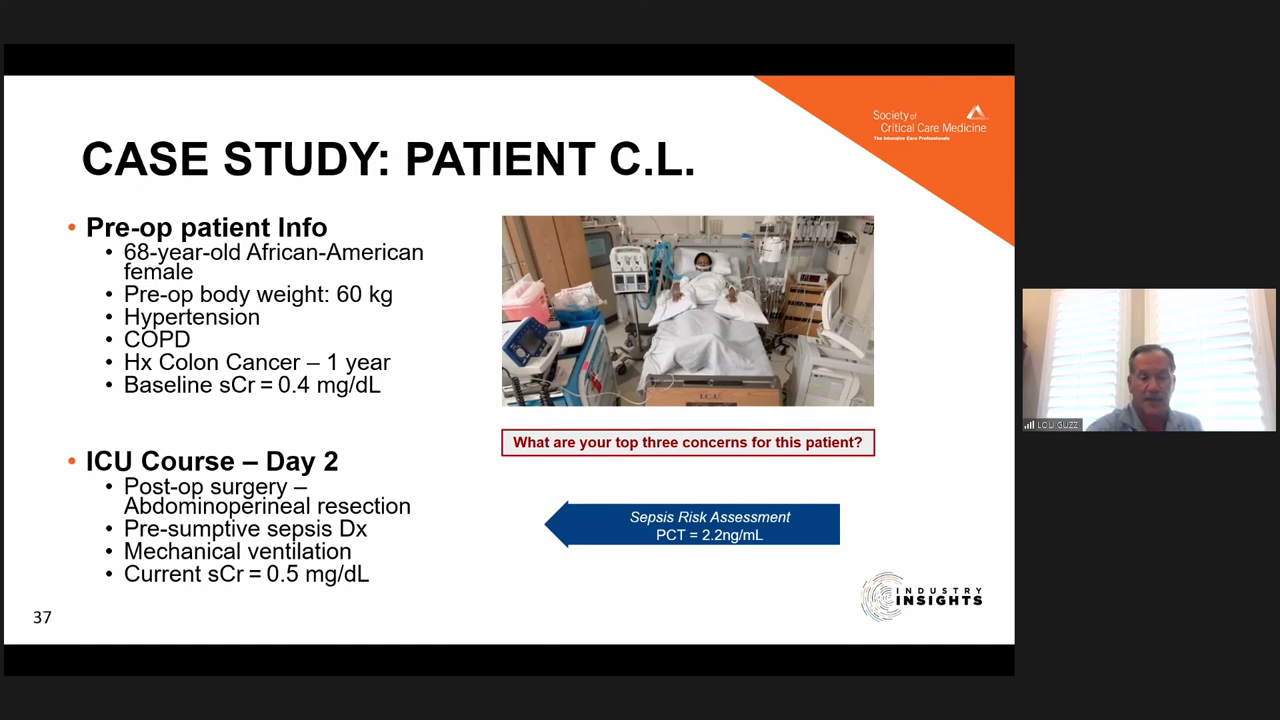 Society of
Critical Care Medicine
The Intensive Care Professionals
CASE STUDY: PATIENT C.L.
• Pre-op patient Info
• 68-year-old African-American
female
• Pre-op body weight: 60 kg
• Hypertension
• COPD
• Hx Colon Cancer – 1 year
• Baseline sCr = 0.4 mg/dL
What are your top three concerns for this patient?
• ICU Course – Day 2
• Post-op surgery –
Abdominoperineal resection
• Pre-sumptive sepsis Dx
• Mechanical ventilation
• Current sCr = 0.5 mg/dL
Sepsis Risk Assessment
PCT = 2.2ng/mL
INDUSTRY
INSIGHTS
37
LOU GUZZ